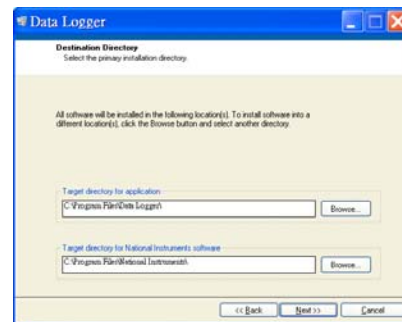 Data Logger
Destination Directory
Select the primary installation directory.
All software will be installed in the following location(s). To install software into a
different location(s), click the Browse button and select another directory.
Target directory for application
C:\Program Files\Data Logger\
Browse...
Target directory for National Instruments software
C:\Program Files\National Instruments\
Browse...
<< Back
Next >>
Cancel